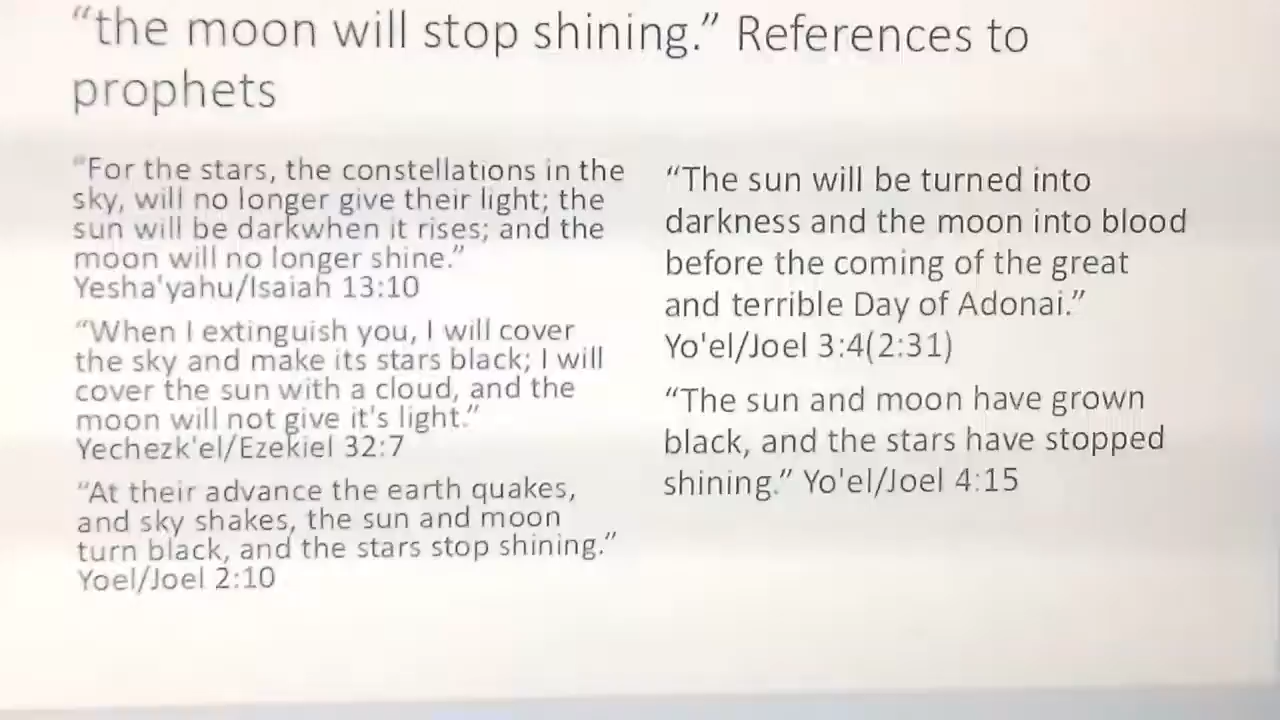 “the moon will stop shining.” References to
prophets
“For the stars, the constellations in the
sky, will no longer give their light; the
sun will be darkwhen it rises; and the
moon will no longer shine.”
Yesha'yahu/Isaiah 13:10
“When I extinguish you, I will cover
the sky and make its stars black; I will
cover the sun with a cloud, and the
moon will not give it's light.”
Yechezk'el/Ezekiel 32:7
“At their advance the earth quakes,
and sky shakes, the sun and moon
turn black, and the stars stop shining.”
Yoel/Joel 2:10
“The sun will be turned into
darkness and the moon into blood
before the coming of the great
and terrible Day of Adonai.”
Yo'el/Joel 3:4(2:31)
“The sun and moon have grown
black, and the stars have stopped
shining.” Yo'el/Joel 4:15